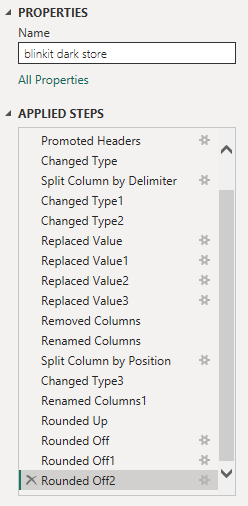 PROPERTIES
Name
blinkit dark store
All Properties
APPLIED STEPS
Promoted Headers
Changed Type
Split Column by Delimiter
Changed Type1
Changed Type2
Replaced Value
Replaced Value1
Replaced Value2
Replaced Value3
Removed Columns
Renamed Columns
Split Column by Position
Changed Type3
Renamed Columns1
Rounded Up
Rounded Off
Rounded Off1
Rounded Off2